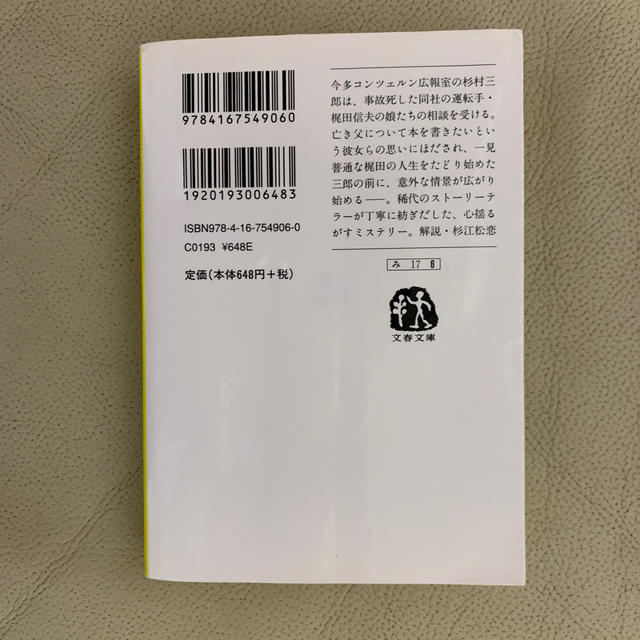 9784167549060
1920193006483
ISBN978-4-16-754906-0
C0193 ¥648E
定価(本体648円+税)
今多コンツェルン広報室の杉村三
郎は、事故死した同社の運転手・
梶田信夫の娘たちの相談を受ける。
亡き父について本を書きたいとい
う彼女らの思いにほだされ、一見
普通な梶田の人生をたどり始めた
三郎の前に、意外な情景が広がり
始める――。稀代のストーリーテ
ラーが丁寧に紡ぎだした、心揺る
がすミステリー。解説・杉江松恋
み 17 6
文春文庫